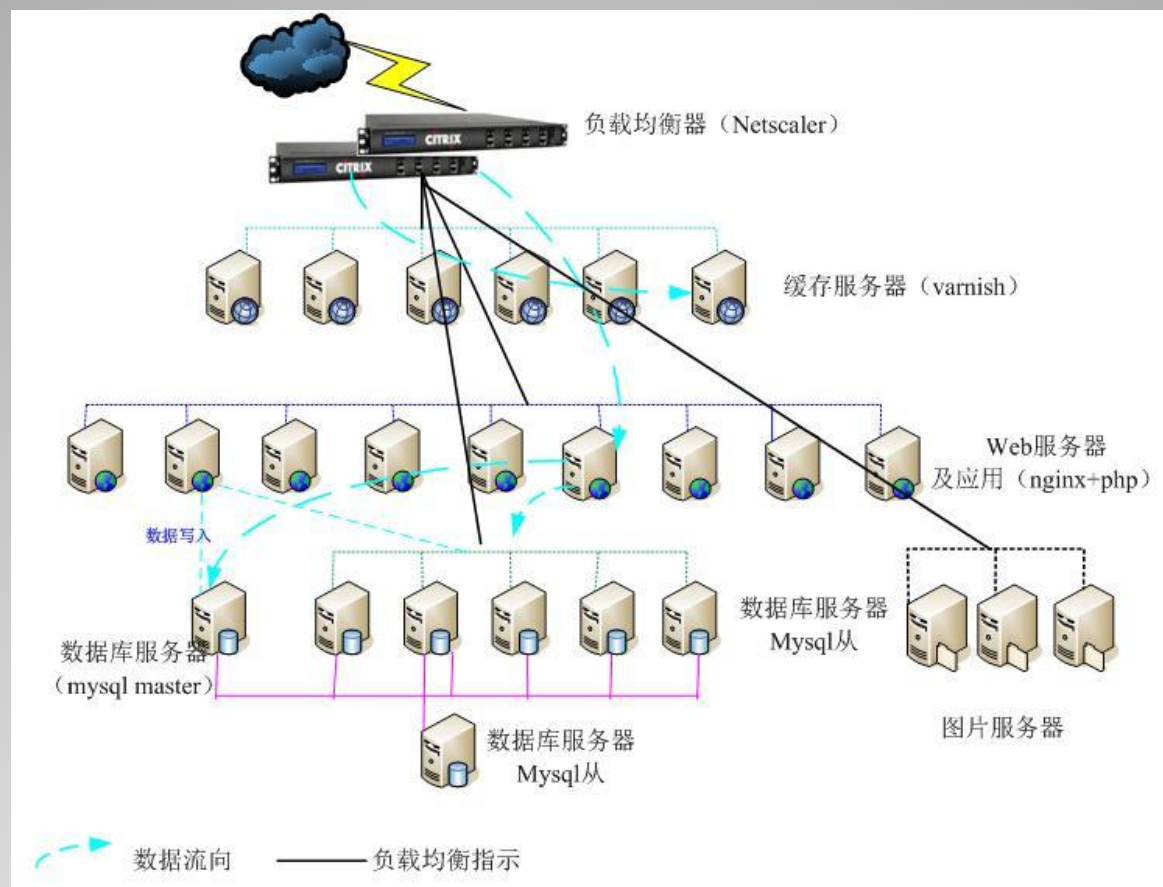 负载均衡器（Netscaler）
CITRIX
CITRIX
缓存服务器（varnish）
Web服务器
及应用（nginx+php）
数据写入
数据库服务器
（mysql master）
数据库服务器
Mysql从
数据库服务器
Mysql从
图片服务器
数据流向
负载均衡指示